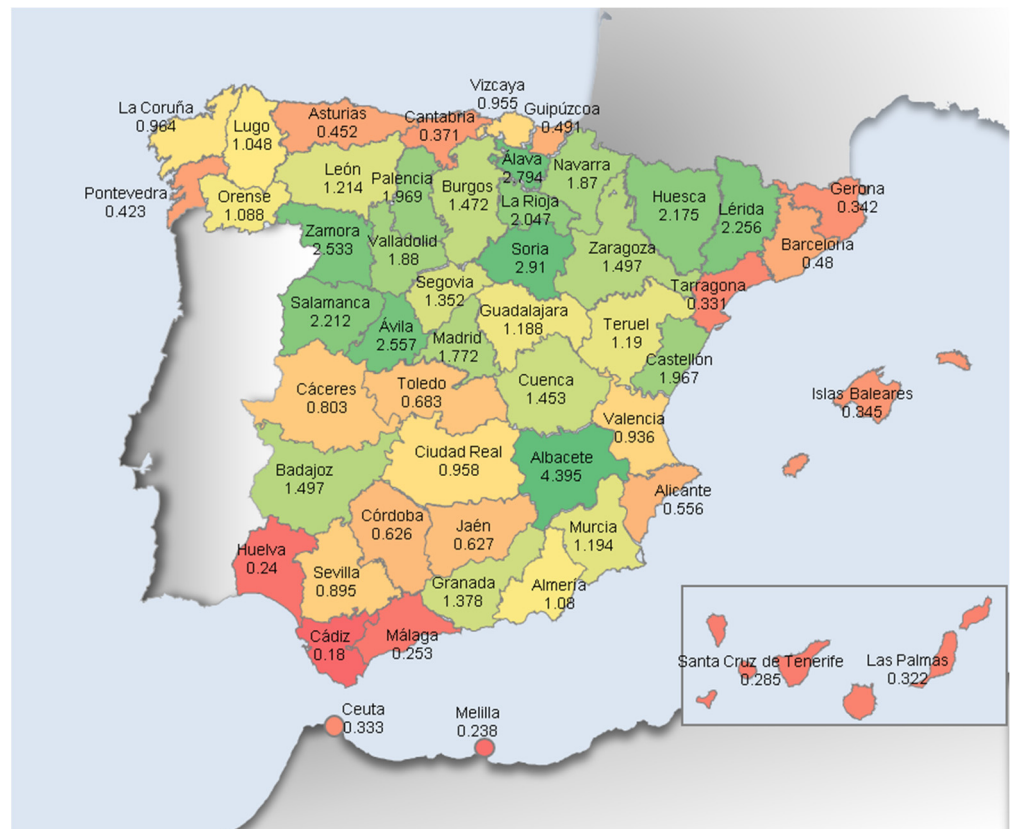 Vizcaya
0.955
La Coruña
0.964
Asturias
0.452
Cantabria
0.371
Guipúzcoa
0.491
Lugo
1.048
Álava
2.794
Navarra
1.87
León
1.214
Palencia
1.969
Burgos
1.472
La Rioja
2.047
Huesca
2.175
Lérida
2.256
Gerona
0.342
Pontevedra
0.423
Orense
1.088
Zamora
2.533
Valladolid
1.88
Soria
2.91
Zaragoza
1.497
Barcelona
0.48
Segovia
1.352
Tarragona
0.331
Salamanca
2.212
Ávila
2.557
Madrid
1.772
Guadalajara
1.188
Teruel
1.19
Castellón
1.967
Cáceres
0.803
Toledo
0.683
Cuenca
1.453
Islas Baleares
0.345
Valencia
0.936
Badajoz
1.497
Ciudad Real
0.958
Albacete
4.395
Alicante
0.556
Córdoba
0.626
Jaén
0.627
Murcia
1.194
Huelva
0.24
Sevilla
0.895
Granada
1.378
Almería
1.08
Cádiz
0.18
Málaga
0.253
Santa Cruz de Tenerife
0.285
Las Palmas
0.322
Ceuta
0.333
Melilla
0.238